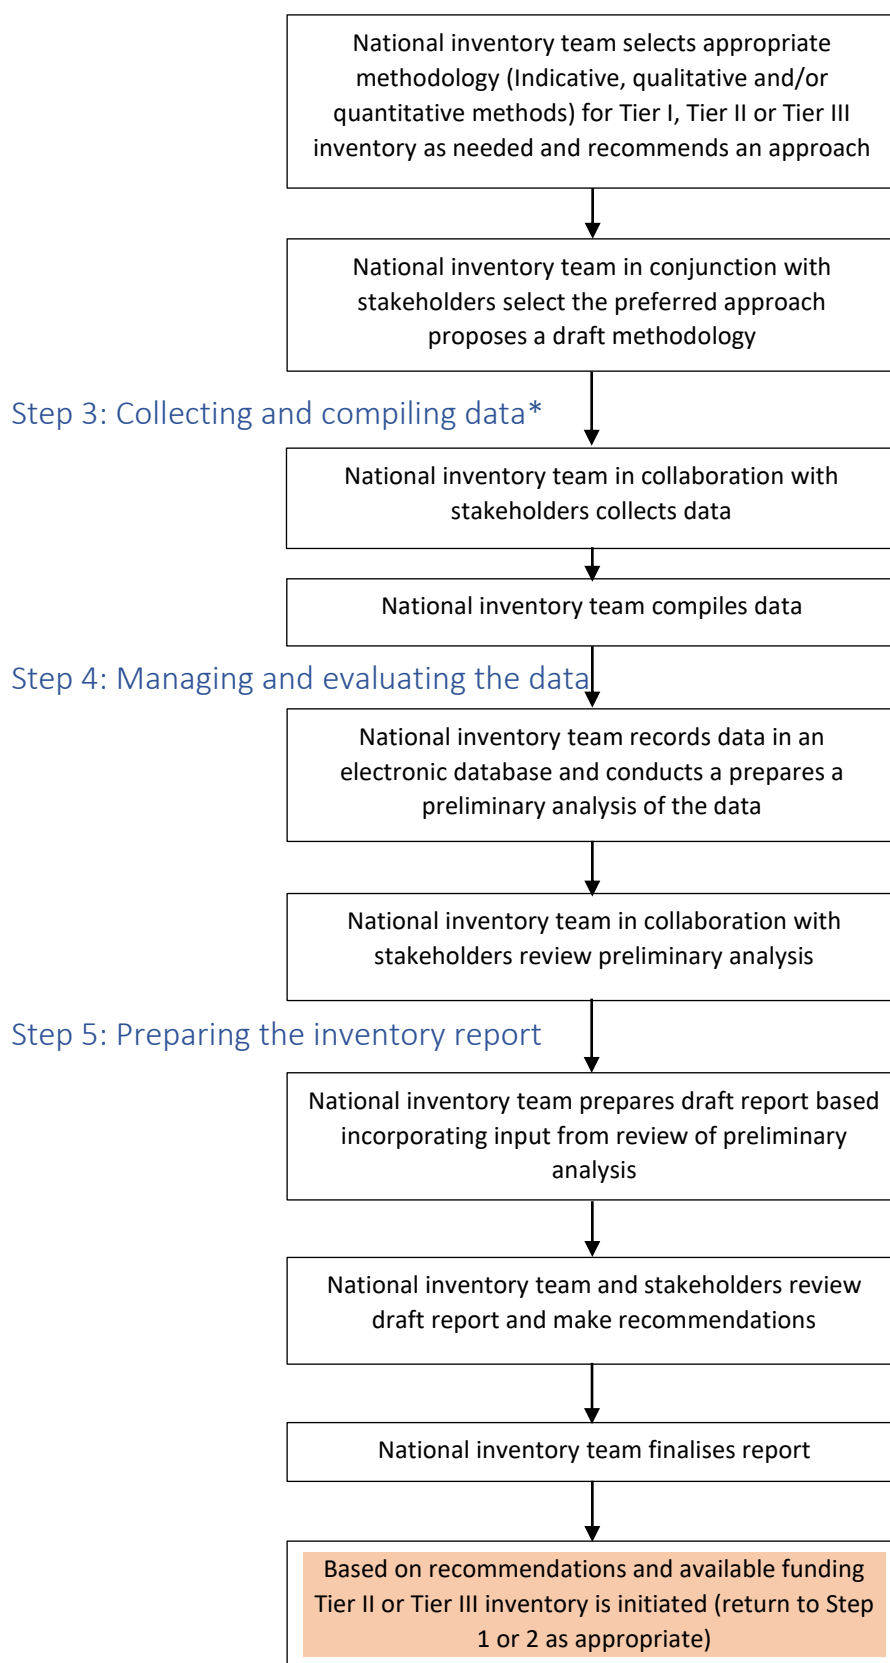 National inventory team selects appropriate
methodology (Indicative, qualitative and/or
quantitative methods) for Tier I, Tier II or Tier III
inventory as needed and recommends an approach
National inventory team in conjunction with
stakeholders select the preferred approach
proposes a draft methodology
Step 3: Collecting and compiling data*
National inventory team in collaboration with
stakeholders collects data
National inventory team compiles data
Step 4: Managing and evaluating the data
National inventory team records data in an
electronic database and conducts a prepares a
preliminary analysis of the data
National inventory team in collaboration with
stakeholders review preliminary analysis
Step 5: Preparing the inventory report
National inventory team prepares draft report based
incorporating input from review of preliminary
analysis
National inventory team and stakeholders review
draft report and make recommendations
National inventory team finalises report
Based on recommendations and available funding
Tier II or Tier III inventory is initiated (return to Step
1 or 2 as appropriate)